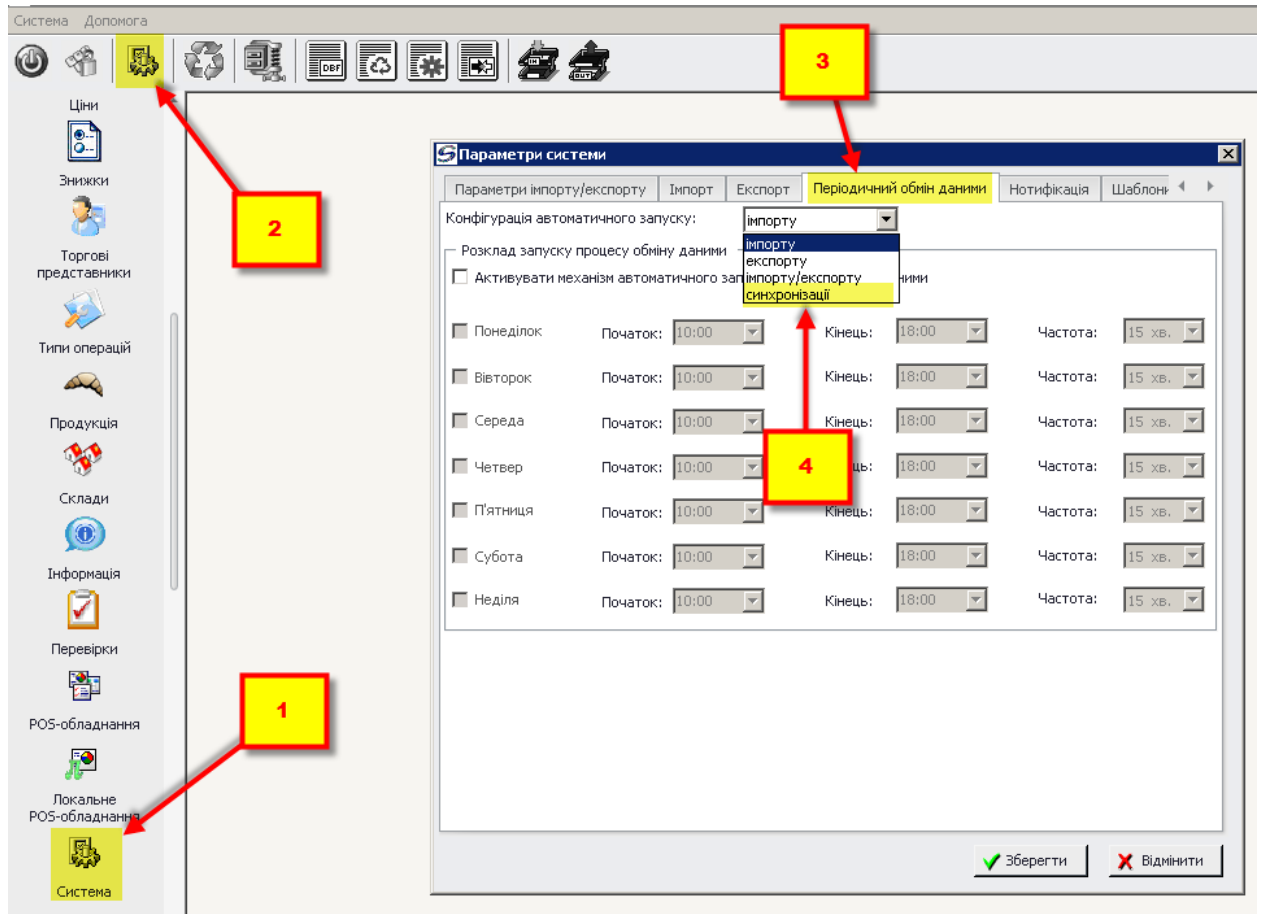 Система Допомога
DBF
IN
OUT
3
Ціни
Знижки
Торгові
представники
Типи операцій
Продукція
Склади
Інформація
Перевірки
POS-обладнання
Локальне
POS-обладнання
Система
2
1
Параметри системи
Параметри імпорту/експорту Імпорт Експорт Періодичний обмін даними Нотифікація Шаблони
Конфігурація автоматичного запуску: імпорту
Розклад запуску процесу обміну даними
імпорту
експорту
Активувати механізм автоматичного ними
імпорту/експорту
синхронізації
Понеділок Початок: 10:00 Кінець: 18:00 Частота: 15 хв.
Вівторок Початок: 10:00 Кінець: 18:00 Частота: 15 хв.
Середа Початок: 10:00 Кінець: 18:00 Частота: 15 хв.
4
Четвер Початок: 10:00 18:00 Частота: 15 хв.
П'ятниця Початок: 10:00 Кінець: 18:00 Частота: 15 хв.
Субота Початок: 10:00 Кінець: 18:00 Частота: 15 хв.
Неділя Початок: 10:00 Кінець: 18:00 Частота: 15 хв.
Зберегти Відмінити